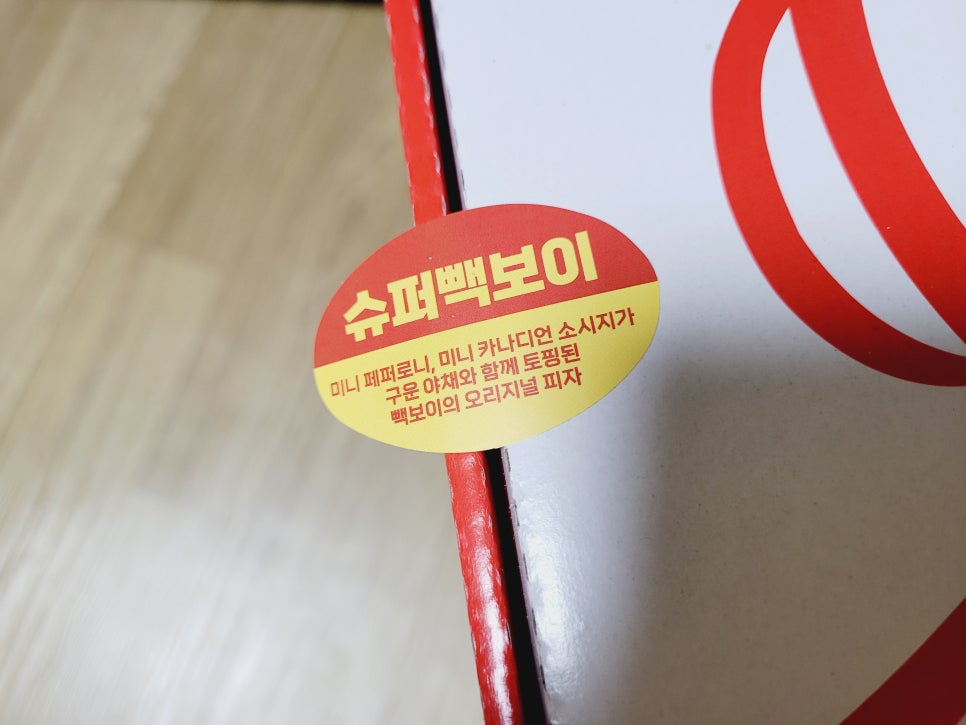 슈퍼빽보이
미니 페퍼로니, 미니 카나디언 소시지가
구운 야채와 함께 토핑된
빽보이의 오리지널 피자